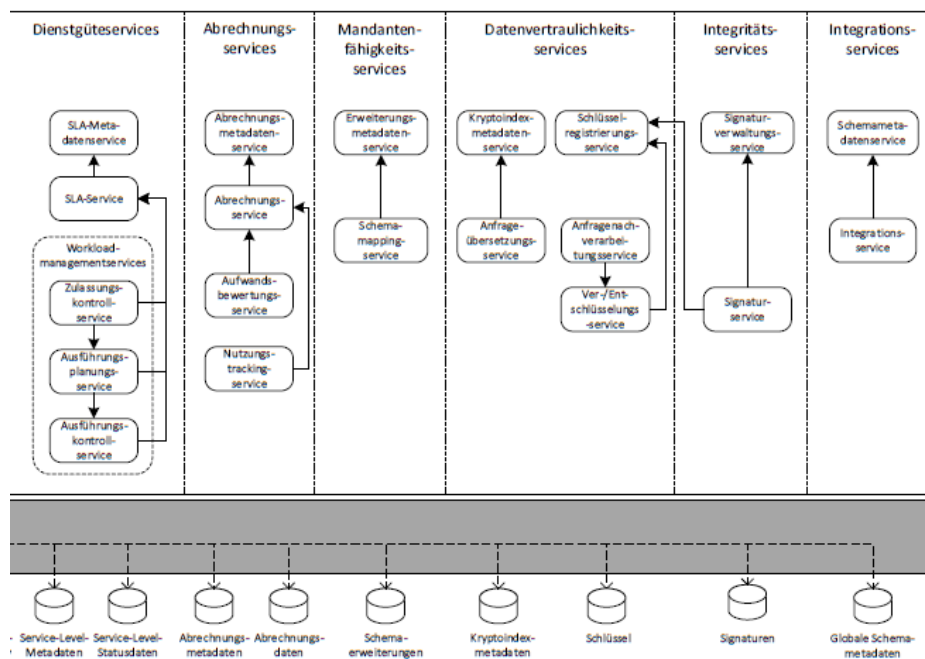 Dienstgüteservices
Abrechnungs-
services
Mandanten-
fähigkeits-
services
Datenvertraulichkeits-
services
Integritäts-
services
Integrations-
services
SLA-Meta-
datenservice
SLA-Service
Workload-
managementservices
Zulassungs-
kontroll-
service
Ausführungs-
planungs-
service
Ausführungs-
kontroll-
service
Abrechnungs-
metadaten-
service
Abrechnungs-
service
Aufwands-
bewertungs-
service
Nutzungs-
tracking-
service
Erweiterungs-
metadaten-
service
Schema-
mapping-
service
Kryptoindex-
metadaten-
service
Schlüssel-
registrierungs-
service
Anfrage-
übersetzungs-
service
Anfragenach-
verarbei-
tungsservice
Ver-/Ent-
schlüsselungs
-service
Signatur-
verwaltungs-
service
Signatur-
service
Schemameta-
datenservice
Integrations-
service
Service-Level-
Metadaten
Service-Level-
Statusdaten
Abrechnungs-
metadaten
Abrechnungs-
daten
Schema-
erweiterungen
Kryptoindex-
metadaten
Schlüssel
Signaturen
Globale Schema-
metadaten